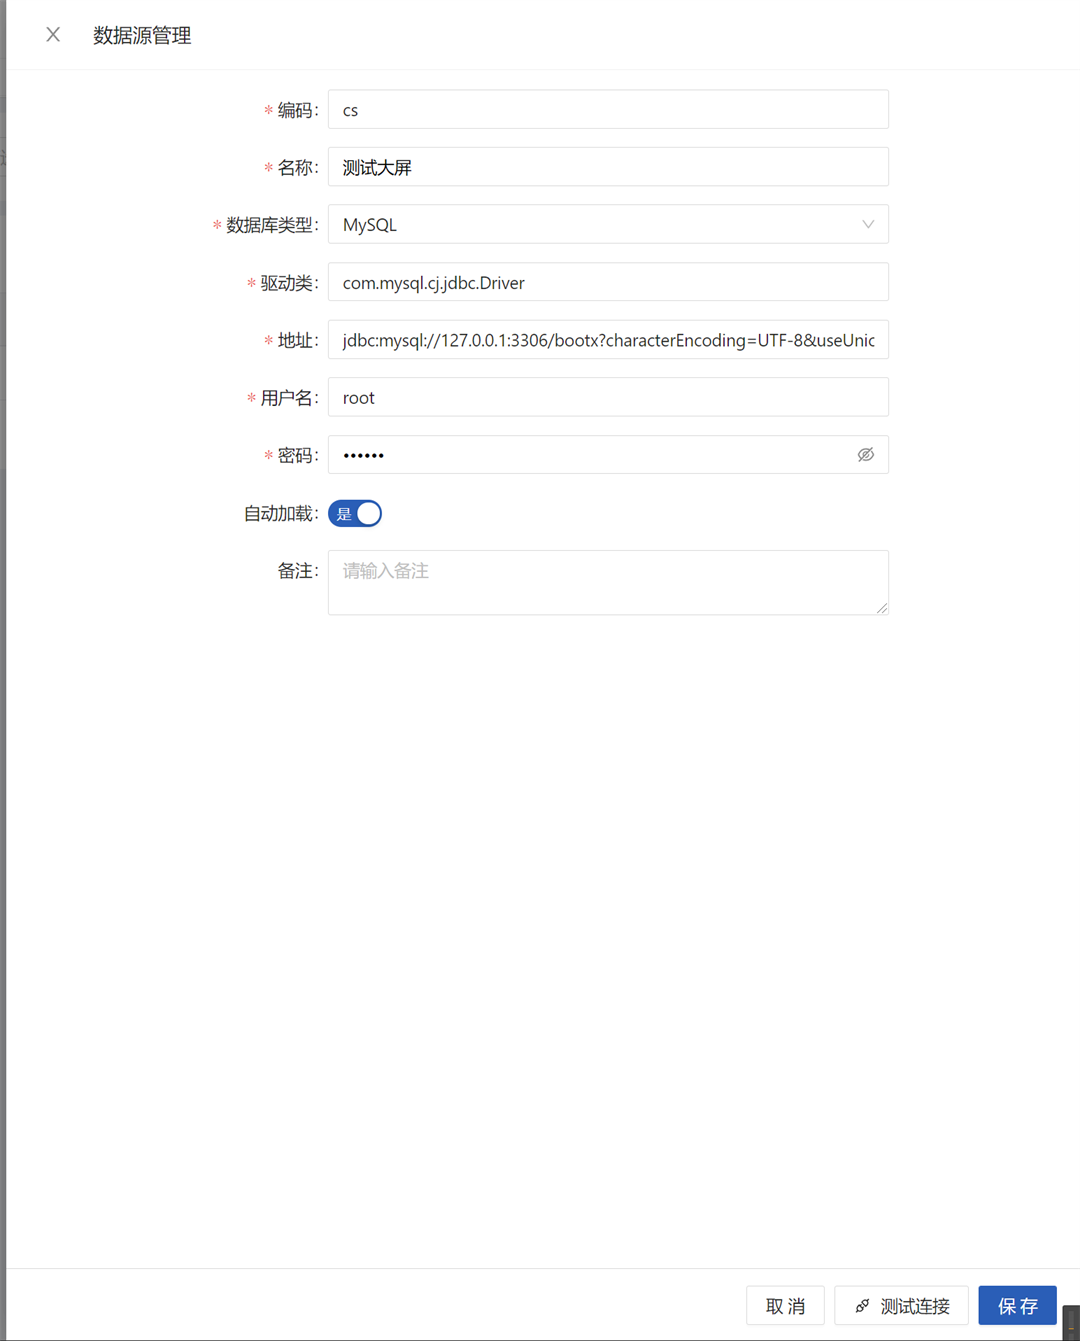 数据源管理
* 编码: cs
* 名称: 测试大屏
* 数据库类型: MySQL
* 驱动类: com.mysql.cj.jdbc.Driver
* 地址: jdbc:mysql://127.0.0.1:3306/bootx?characterEncoding=UTF-8&useUnic
* 用户名: root
* 密码: ••••••
自动加载: 是
备注: 请输入备注
取 消 测试连接 保 存